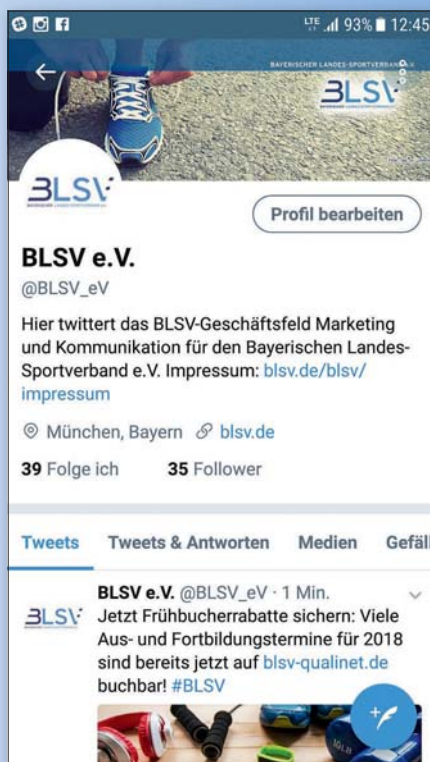 LTE 93% 12:45
BAYERISCHER LANDES-SPORTVERBAND e.V.
BLSV
BLSV
Profil bearbeiten
BLSV e.V.
@BLSV_eV
Hier twittert das BLSV-Geschäftsfeld Marketing
und Kommunikation für den Bayerischen Landes-
Sportverband e.V. Impressum: blsv.de/blsv/
impressum
München, Bayern blsv.de
39 Folge ich 35 Follower
Tweets Tweets & Antworten Medien Gefäl
BLSV e.V. @BLSV_eV · 1 Min.
BLSV
Jetzt Frühbucherrabatte sichern: Viele
Aus- und Fortbildungstermine für 2018
sind bereits jetzt auf blsv-qualinet.de
buchbar! #BLSV
10LB